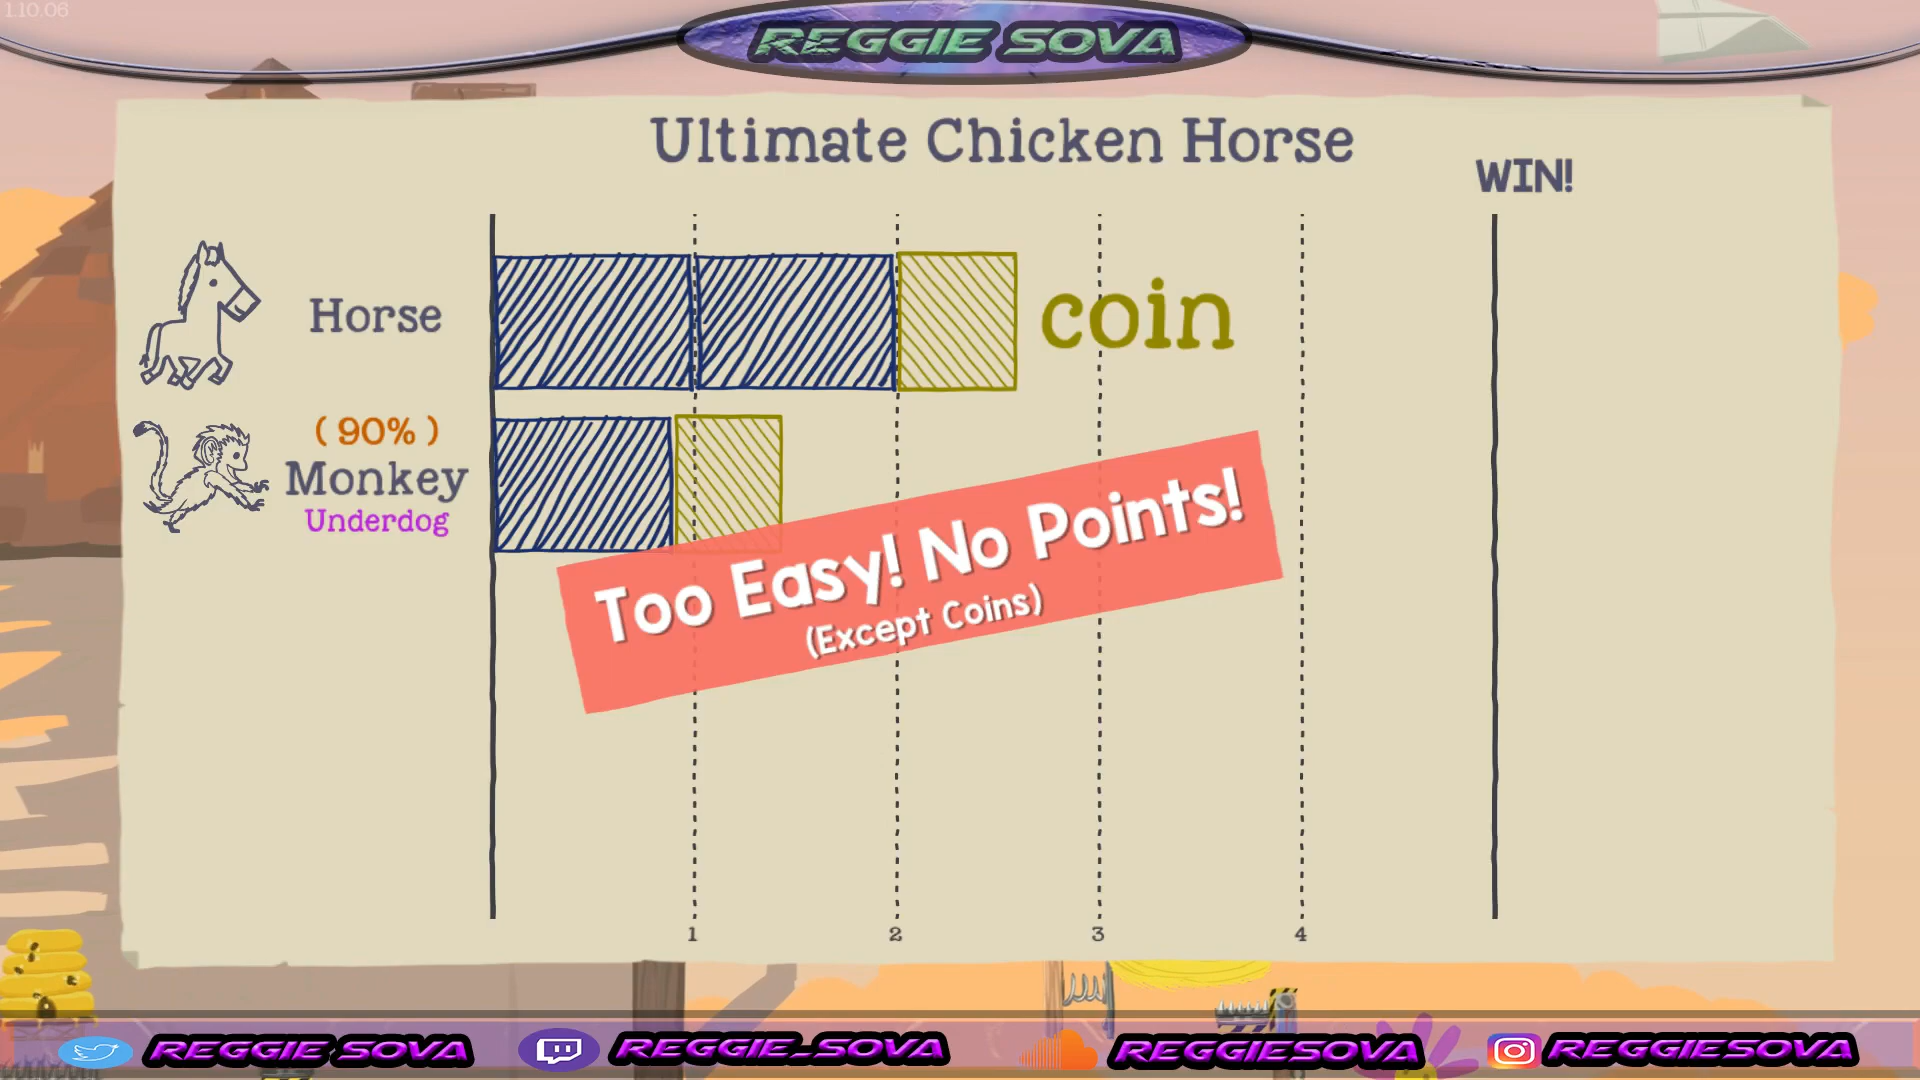 1.10.06
REGGIE SOVA
Ultimate Chicken Horse
WIN!
Horse
coin
( 90% )
Monkey
Underdog
Too Easy! No Points!
(Except Coins)
1 2 3 4
REGGIE SOVA REGGIE_SOVA REGGIESOVA REGGIESOVA